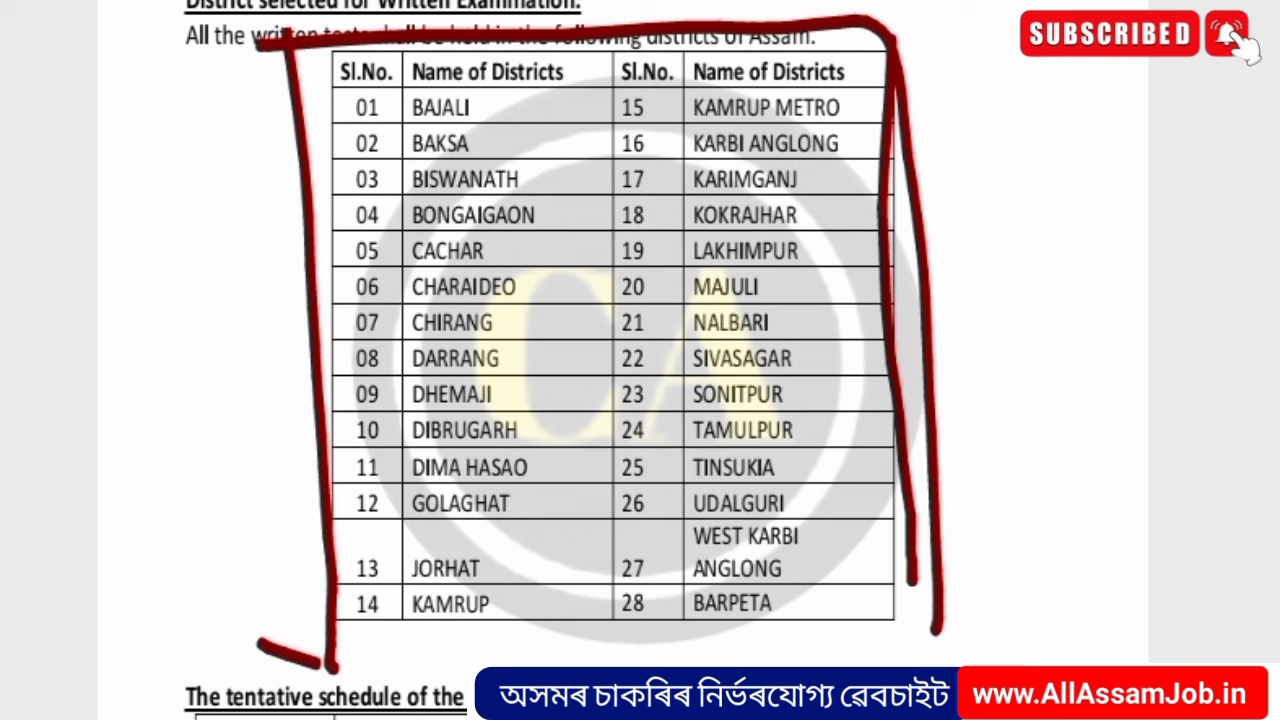 District selected for Written Examination:
All the written tests shall be held in the following districts of Assam.
Sl.No. Name of Districts Sl.No. Name of Districts
01 BAJALI 15 KAMRUP METRO
02 BAKSA 16 KARBI ANGLONG
03 BISWANATH 17 KARIMGANJ
04 BONGAIGAON 18 KOKRAJHAR
05 CACHAR 19 LAKHIMPUR
06 CHARAIDEO 20 MAJULI
07 CHIRANG 21 NALBARI
08 DARRANG 22 SIVASAGAR
09 DHEMAJI 23 SONITPUR
10 DIBRUGARH 24 TAMULPUR
11 DIMA HASAO 25 TINSUKIA
12 GOLAGHAT 26 UDALGURI
WEST KARBI
13 JORHAT 27 ANGLONG
14 KAMRUP 28 BARPETA
CA
The tentative schedule of the
SUBSCRIBED
অসমৰ চাকৰিৰ নিৰ্ভৰযোগ্য ৱেবচাইট
www.AllAssamJob.in